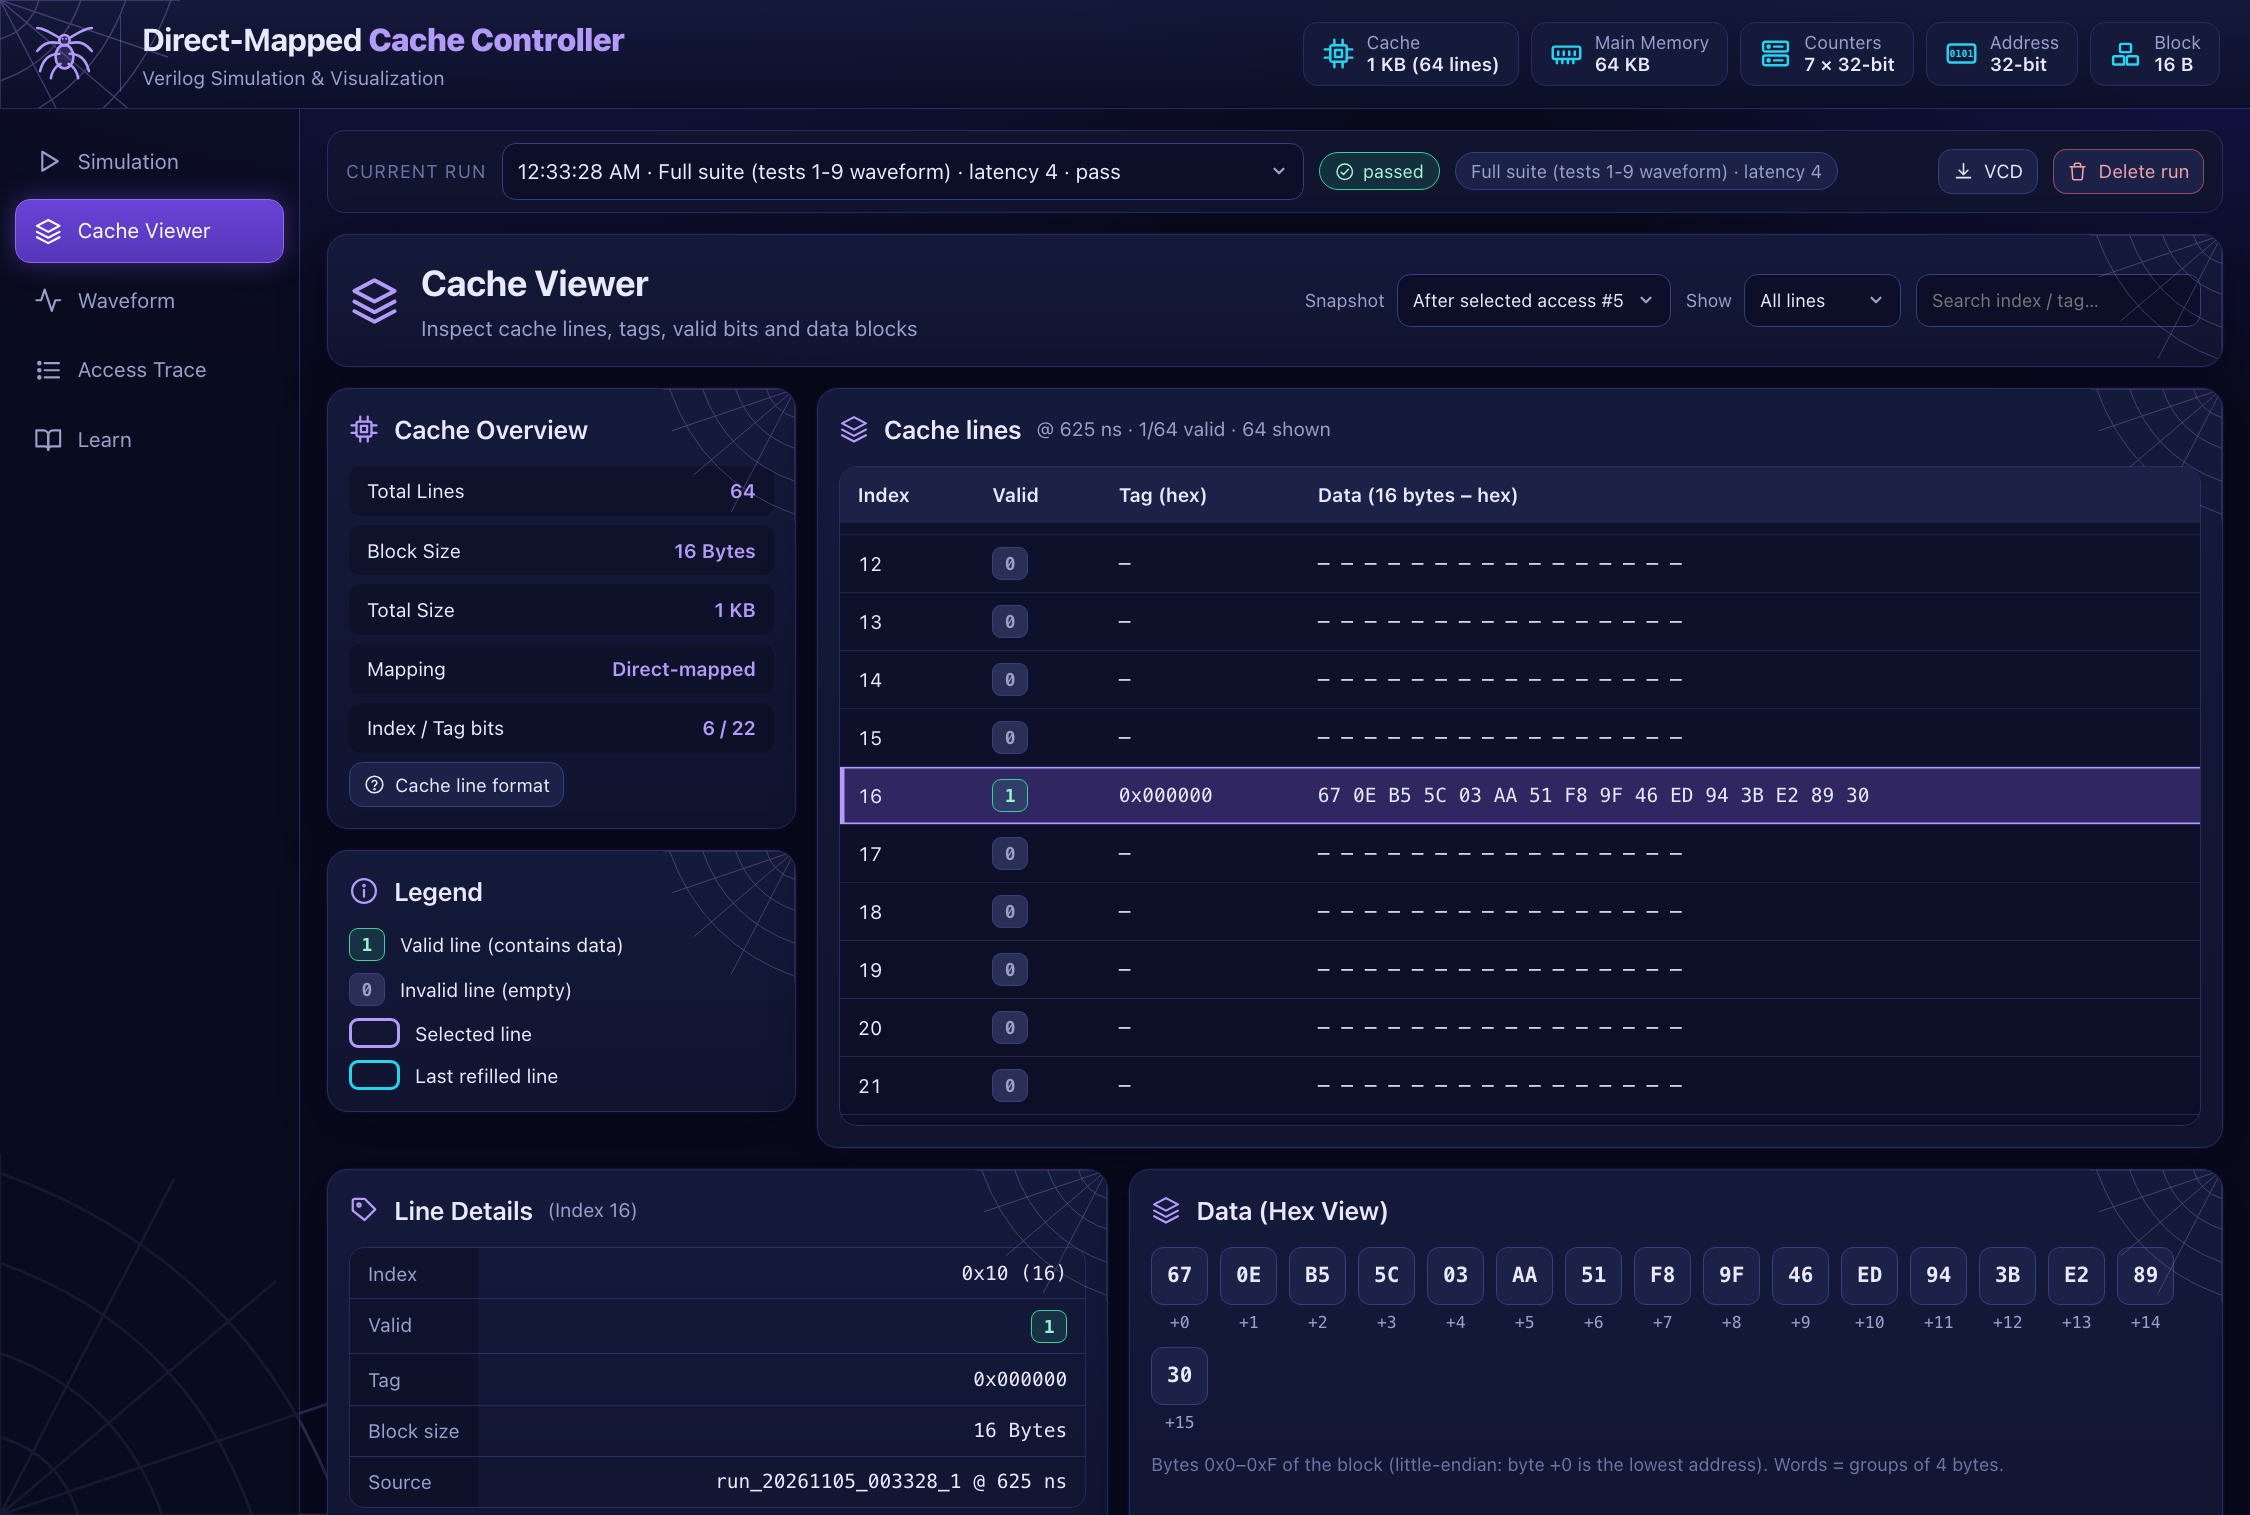 Direct-Mapped Cache Controller
Verilog Simulation & Visualization
Cache
1 KB (64 lines)
Main Memory
64 KB
Counters
7 × 32-bit
0101
Address
32-bit
Block
16 B
Simulation
Cache Viewer
Waveform
Access Trace
Learn
CURRENT RUN
12:33:28 AM · Full suite (tests 1-9 waveform) · latency 4 · pass
passed
Full suite (tests 1-9 waveform) · latency 4
VCD
Delete run
Cache Viewer
Inspect cache lines, tags, valid bits and data blocks
Snapshot
After selected access #5
Show
All lines
Search index / tag...
Cache Overview
Total Lines 64
Block Size 16 Bytes
Total Size 1 KB
Mapping Direct-mapped
Index / Tag bits 6 / 22
Cache line format
Legend
1 Valid line (contains data)
0 Invalid line (empty)
Selected line
Last refilled line
Cache lines @ 625 ns · 1/64 valid · 64 shown
Index Valid Tag (hex) Data (16 bytes – hex)
12 0 — — — — — — — — — — — — — — — — —
13 0 — — — — — — — — — — — — — — — — —
14 0 — — — — — — — — — — — — — — — — —
15 0 — — — — — — — — — — — — — — — — —
16 1 0x000000 67 0E B5 5C 03 AA 51 F8 9F 46 ED 94 3B E2 89 30
17 0 — — — — — — — — — — — — — — — — —
18 0 — — — — — — — — — — — — — — — — —
19 0 — — — — — — — — — — — — — — — — —
20 0 — — — — — — — — — — — — — — — — —
21 0 — — — — — — — — — — — — — — — — —
Line Details (Index 16)
Index 0x10 (16)
Valid 1
Tag 0x000000
Block size 16 Bytes
Source run_20261105_003328_1 @ 625 ns
Data (Hex View)
67 0E B5 5C 03 AA 51 F8 9F 46 ED 94 3B E2 89
+0 +1 +2 +3 +4 +5 +6 +7 +8 +9 +10 +11 +12 +13 +14
30
+15
Bytes 0x0–0xF of the block (little-endian: byte +0 is the lowest address). Words = groups of 4 bytes.